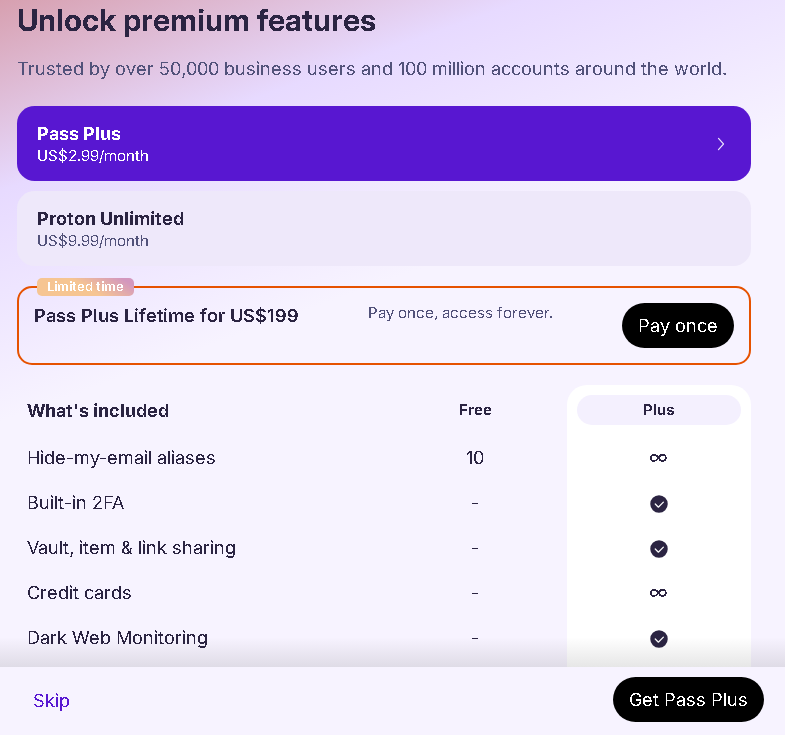 Unlock premium features
Trusted by over 50,000 business users and 100 million accounts around the world.
Pass Plus
US$2.99/month
Proton Unlimited
US$9.99/month
Limited time
Pass Plus Lifetime for US$199 Pay once, access forever. Pay once
What's included Free Plus
Hide-my-email aliases 10 ∞
Built-in 2FA -
Vault, item & link sharing -
Credit cards - ∞
Dark Web Monitoring -
Skip Get Pass Plus